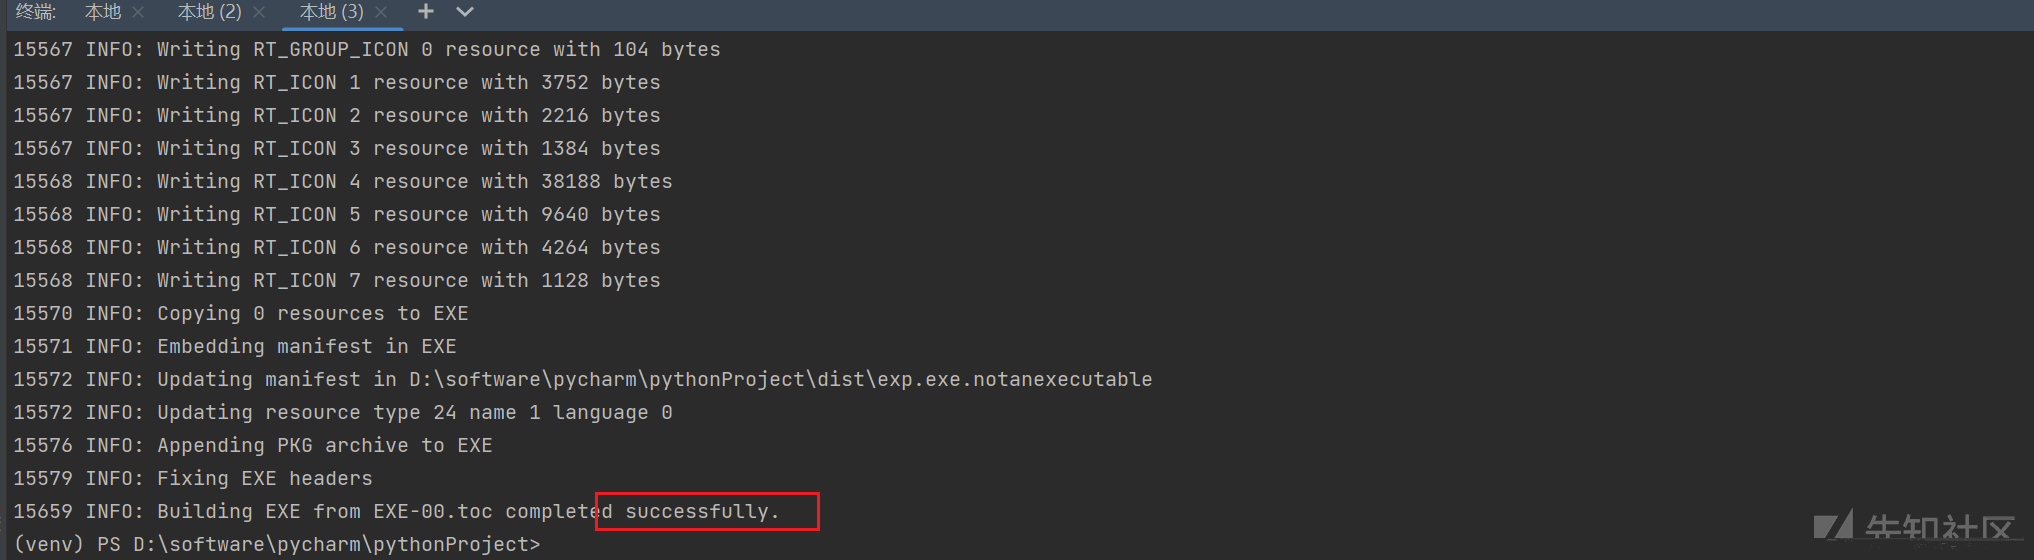 终端: 本地 × 本地 (2) × 本地 (3) × +
15567 INFO: Writing RT_GROUP_ICON 0 resource with 104 bytes
15567 INFO: Writing RT_ICON 1 resource with 3752 bytes
15567 INFO: Writing RT_ICON 2 resource with 2216 bytes
15567 INFO: Writing RT_ICON 3 resource with 1384 bytes
15568 INFO: Writing RT_ICON 4 resource with 38188 bytes
15568 INFO: Writing RT_ICON 5 resource with 9640 bytes
15568 INFO: Writing RT_ICON 6 resource with 4264 bytes
15568 INFO: Writing RT_ICON 7 resource with 1128 bytes
15570 INFO: Copying 0 resources to EXE
15571 INFO: Embedding manifest in EXE
15572 INFO: Updating manifest in D:\software\pycharm\pythonProject\dist\exp.exe.notanexecutable
15572 INFO: Updating resource type 24 name 1 language 0
15576 INFO: Appending PKG archive to EXE
15579 INFO: Fixing EXE headers
15659 INFO: Building EXE from EXE-00.toc completed successfully.
(venv) PS D:\software\pycharm\pythonProject>
先知社区